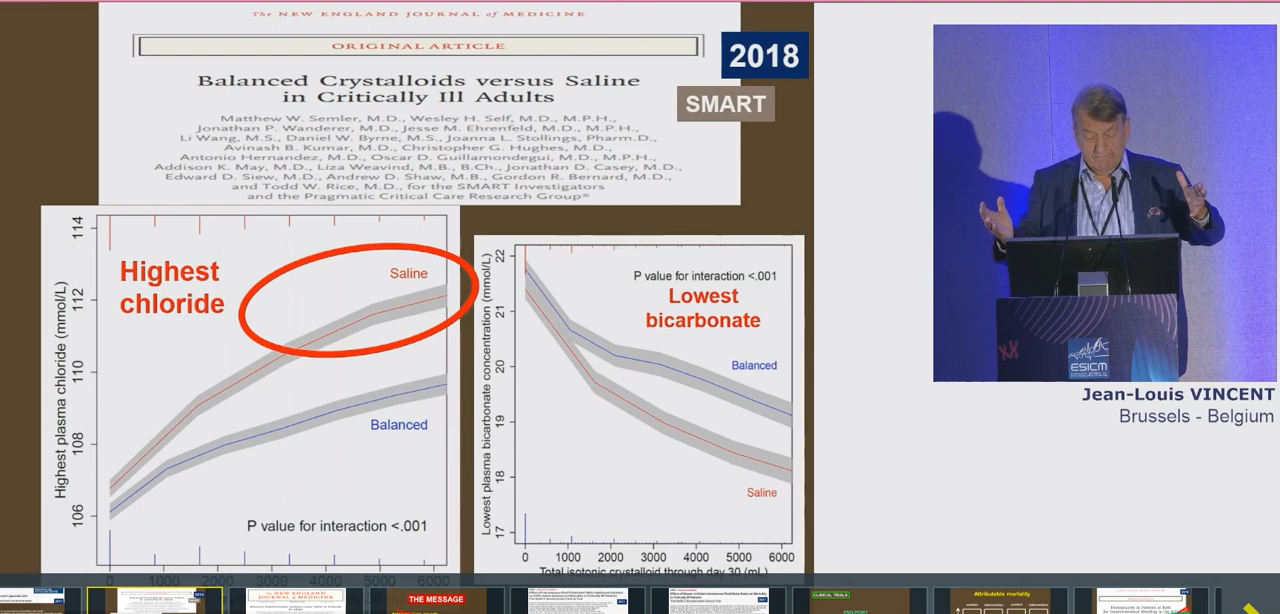 The NEW ENGLAND JOURNAL of MEDICINE
ORIGINAL ARTICLE
2018
Balanced Crystalloids versus Saline
in Critically Ill Adults
SMART
Matthew W. Semler, M.D., Wesley H. Self, M.D., M.P.H.,
Jonathan P. Wanderer, M.D., Jesse M. Ehrenfeld, M.D., M.P.H.,
Li Wang, M.S., Daniel W. Byrne, M.S., Joanna L. Stollings, Pharm.D.,
Avinash B. Kumar, M.D., Christopher G. Hughes, M.D.,
Antonio Hernandez, M.D., Oscar D. Guillamondegui, M.D., M.P.H.,
Addison K. May, M.D., Liza Weavind, M.B., B.Ch., Jonathan D. Casey, M.D.,
Edward D. Siew, M.D., Andrew D. Shaw, M.B., Gordon R. Bernard, M.D.,
and Todd W. Rice, M.D., for the SMART Investigators
and the Pragmatic Critical Care Research Group*
Highest plasma chloride (mmol/L)
114
112
110
108
106
Highest
chloride
Saline
Balanced
P value for interaction <.001
0 1000 2000 3000 4000 6000
Lowest plasma bicarbonate concentration (mmol/L)
22
21
20
19
18
17
P value for interaction <.001
Lowest
bicarbonate
Balanced
Saline
0 1000 2000 3000 4000 5000 6000
Total isotonic crystalloid through day 30 (mL)
ESICM
Jean-Louis VINCENT
Brussels - Belgium
THE MESSAGE
CLINICAL TRIALS
Attributable mortality